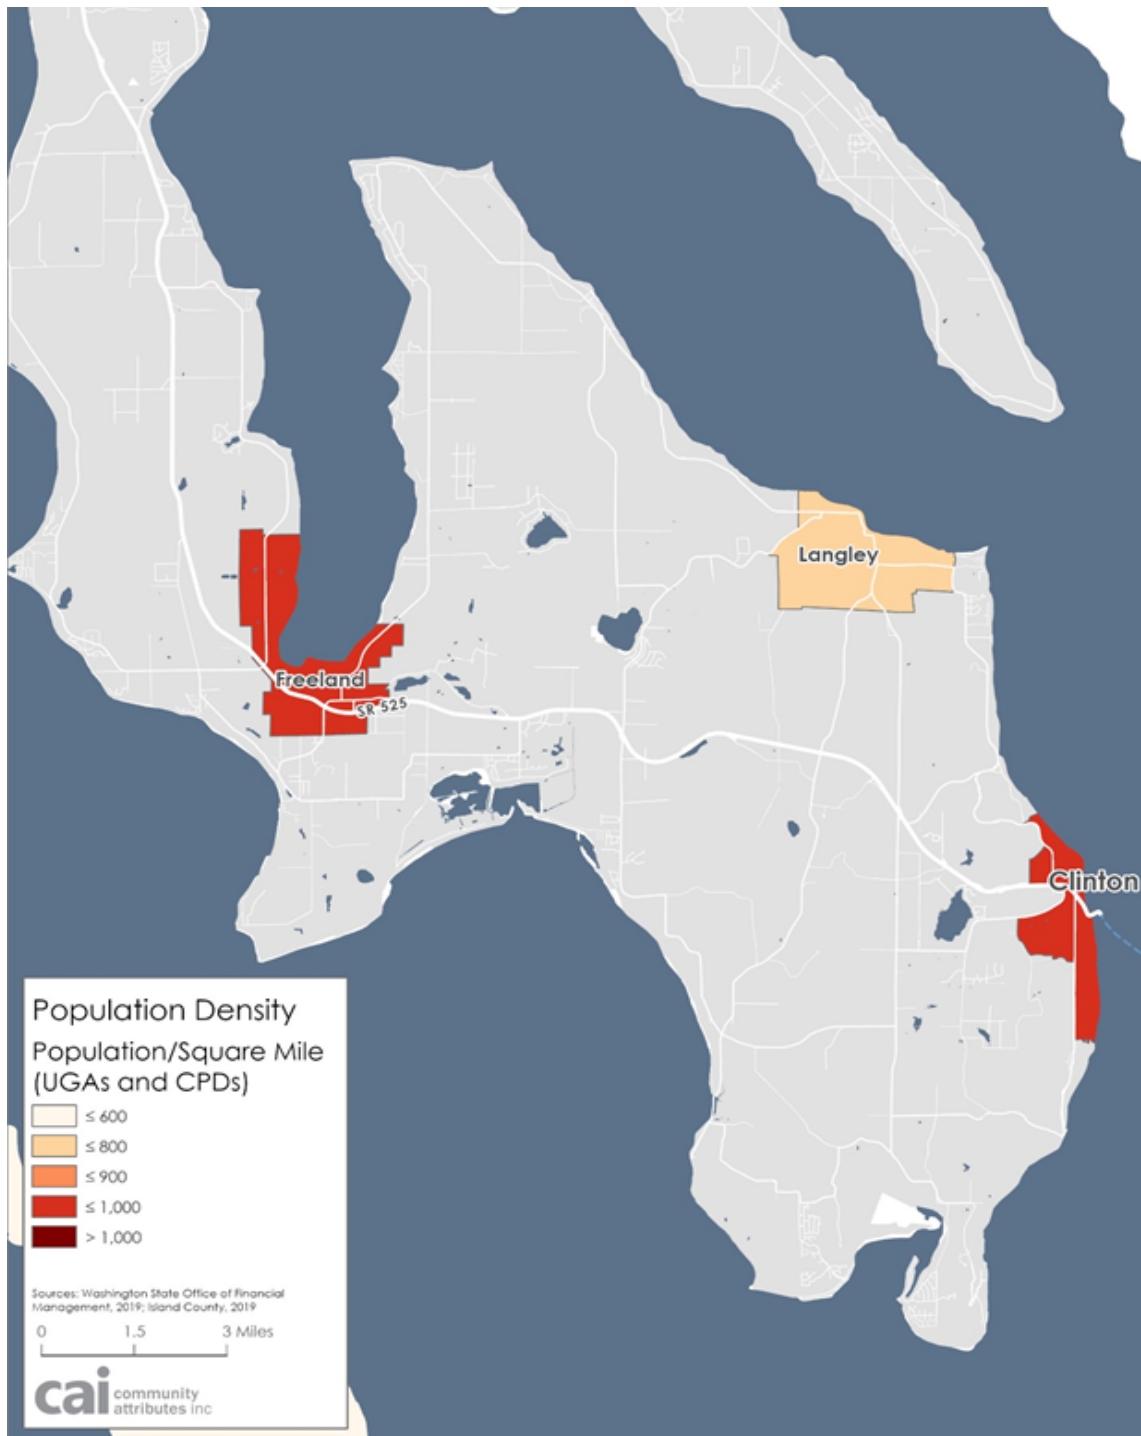 Langley
Freeland
SR 525
Clinton
Population Density
Population/Square Mile
(UGAs and CPDs)
≤ 600
≤ 800
≤ 900
≤ 1,000
> 1,000
Sources: Washington State Office of Financial
Management, 2019; Island County, 2019
0 1.5 3 Miles
cai community
attributes inc